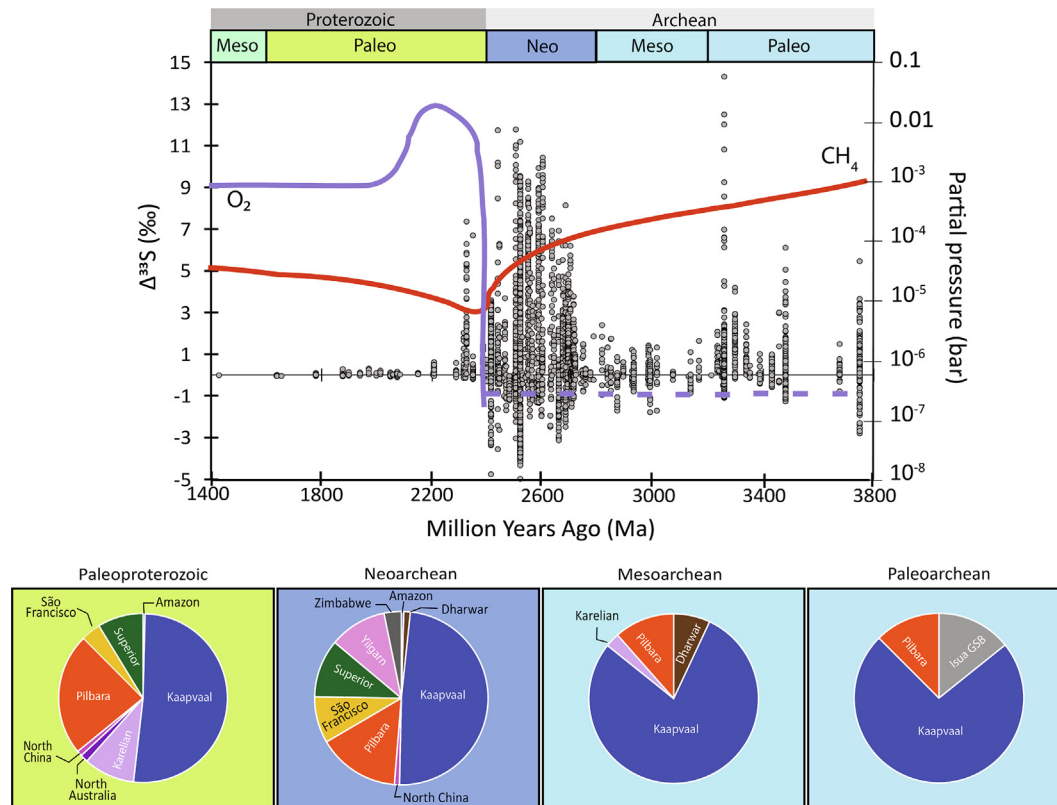 Proterozoic
Archean
Meso
Paleo
Neo
Meso
Paleo
15
13
11
9
7
5
3
1
-1
-3
-5
Δ³³S (‰)
0.1
0.01
10⁻³
10⁻⁴
10⁻⁵
10⁻⁶
10⁻⁷
10⁻⁸
Partial pressure (bar)
O₂
CH₄
1400
1800
2200
2600
3000
3400
3800
Million Years Ago (Ma)
Paleoproterozoic
São
Francisco
Amazon
Superior
Pilbara
Kaapvaal
North
China
North
Australia
Karelian
Neoarchean
Zimbabwe
Amazon
Dharwar
Yilgarn
Superior
São
Francisco
Kaapvaal
Pilbara
North China
Mesoarchean
Karelian
Pilbara
Dharwar
Kaapvaal
Paleoarchean
Pilbara
Isua GSB
Kaapvaal